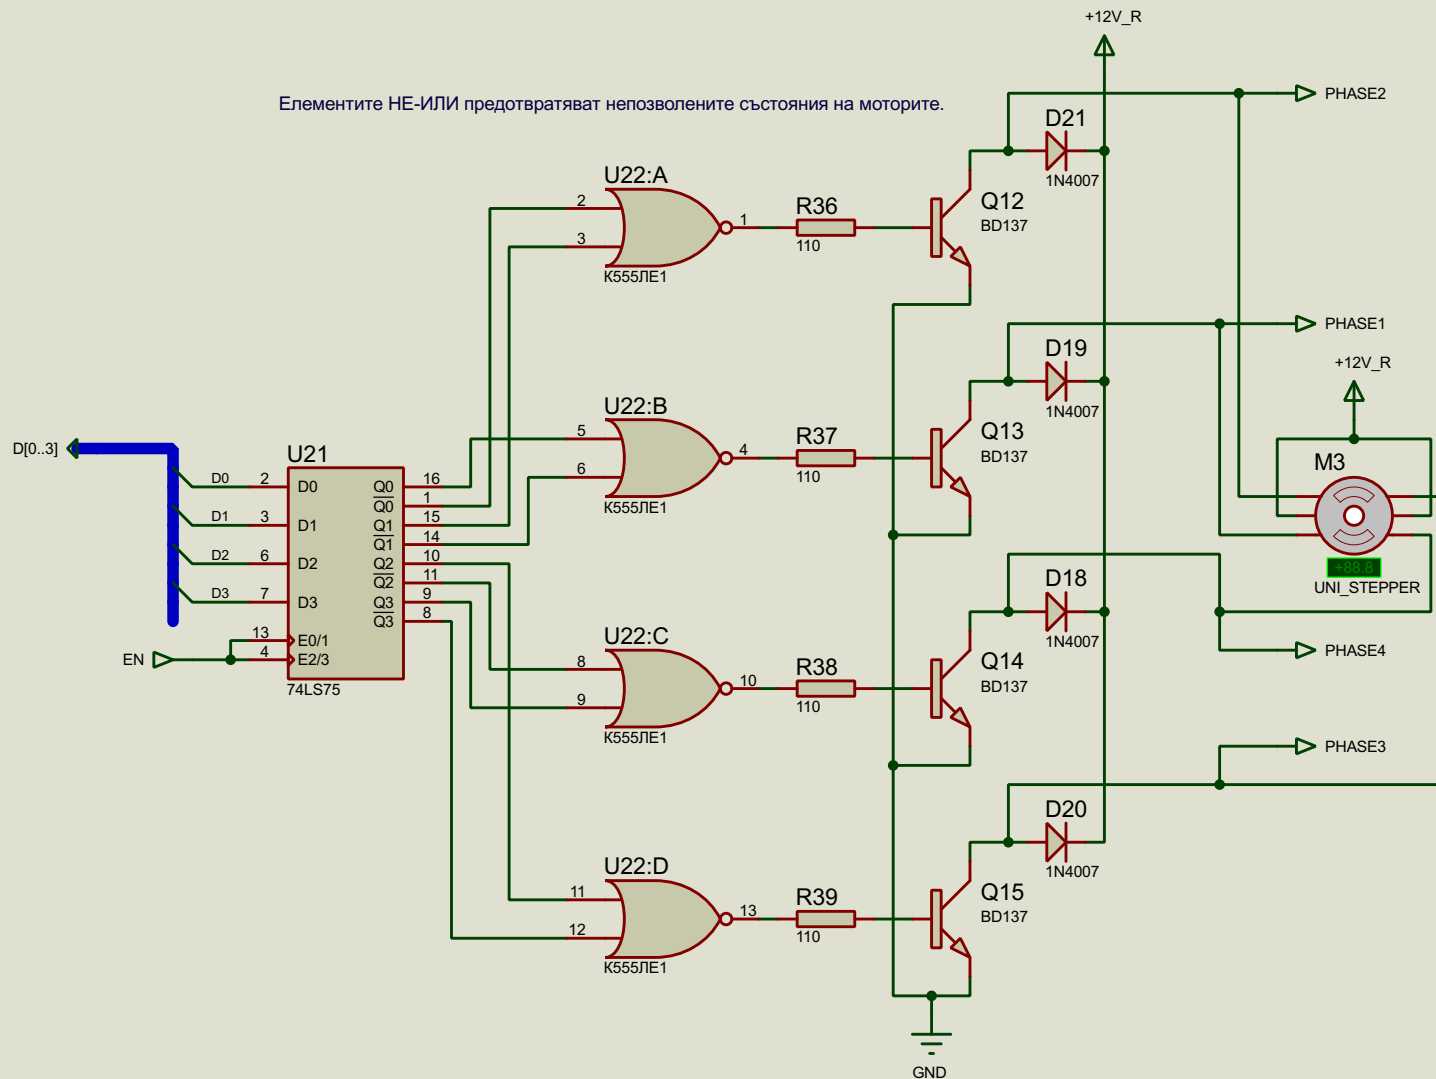 +12V_R
Елементите НЕ-ИЛИ предотвратяват непозволените състояния на моторите.
PHASE2
D21
1N4007
U22:A
2
3
1
К555ЛЕ1
R36
110
Q12
BD137
PHASE1
D19
1N4007
+12V_R
U22:B
5
6
4
К555ЛЕ1
R37
110
Q13
BD137
M3
+88.8
UNI_STEPPER
D[0..3]
U21
D0
2
D0
Q0
16
Q0
1
D1
3
D1
Q1
15
Q1
14
D2
6
D2
Q2
10
Q2
11
D3
7
D3
Q3
9
Q3
8
13
E0/1
EN
4
E2/3
74LS75
D18
1N4007
U22:C
8
9
10
К555ЛЕ1
R38
110
Q14
BD137
PHASE4
PHASE3
D20
1N4007
U22:D
11
12
13
К555ЛЕ1
R39
110
Q15
BD137
GND